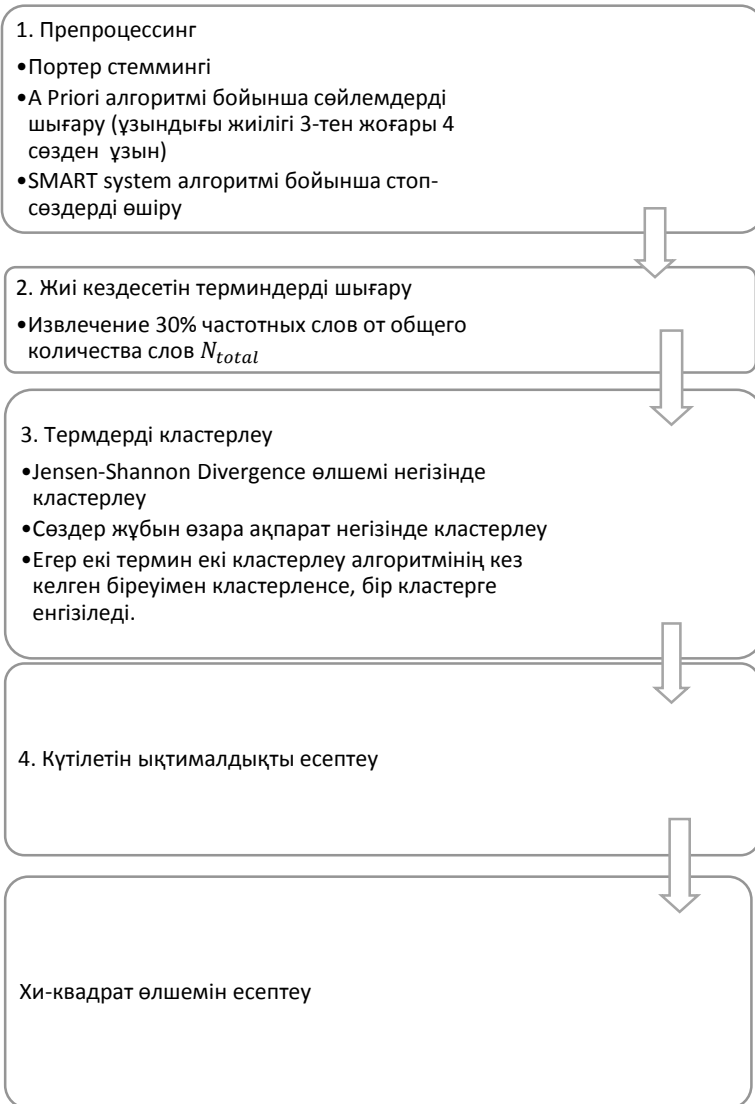 1. Препроцессинг
•Портер стеммингі
•A Priori алгоритмі бойынша сөйлемдерді
шығару (ұзындығы жиілігі 3-тен жоғары 4
сөзден ұзын)
•SMART system алгоритмі бойынша стоп-
сөздерді өшіру
2. Жиі кездесетін терминдерді шығару
•Извлечение 30% частотных слов от общего
количества слов N_{total}
3. Термдерді кластерлеу
•Jensen-Shannon Divergence өлшемі негізінде
кластерлеу
•Сөздер жұбын өзара ақпарат негізінде кластерлеу
•Егер екі термин екі кластерлеу алгоритмінің кез
келген біреуімен кластерленсе, бір кластерге
енгізіледі.
4. Күтілетін ықтималдықты есептеу
Хи-квадрат өлшемін есептеу